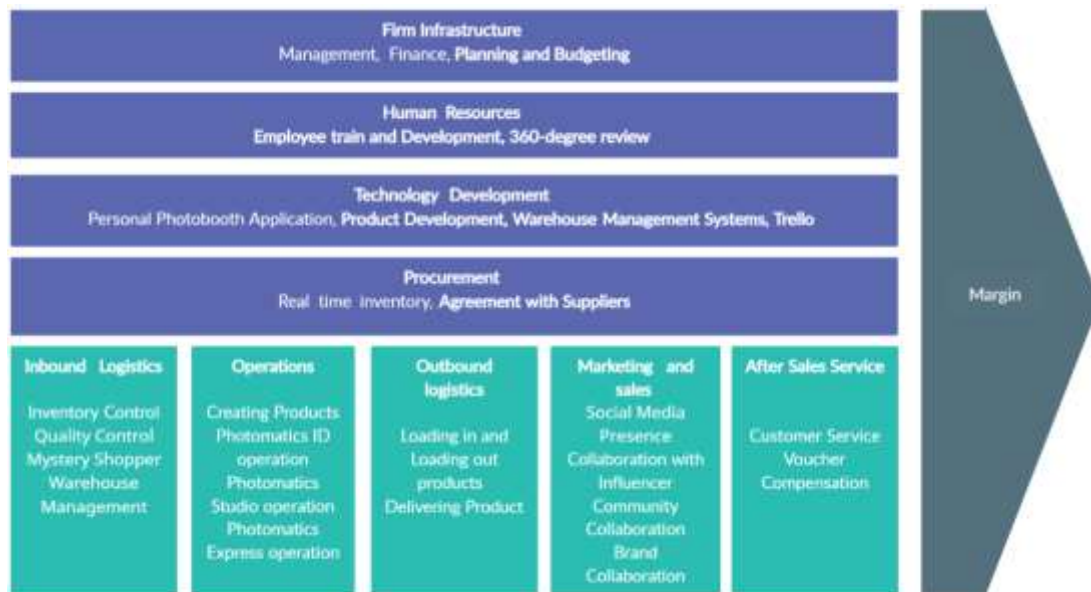 Firm Infrastructure
Management, Finance, Planning and Budgeting
Human Resources
Employee train and Development, 360-degree review
Technology Development
Personal Photobooth Application, Product Development, Warehouse Management Systems, Trello
Procurement
Real time inventory, Agreement with Suppliers
Margin
Inbound Logistics
Inventory Control
Quality Control
Mystery Shopper
Warehouse
Management
Operations
Creating Products
Photomatics ID
operation
Photomatics
Studio operation
Photomatics
Express operation
Outbound
logistics
Loading in and
Loading out
products
Delivering Product
Marketing and
sales
Social Media
Presence
Collaboration with
Influencer
Community
Collaboration
Brand
Collaboration
After Sales Service
Customer Service
Voucher
Compensation